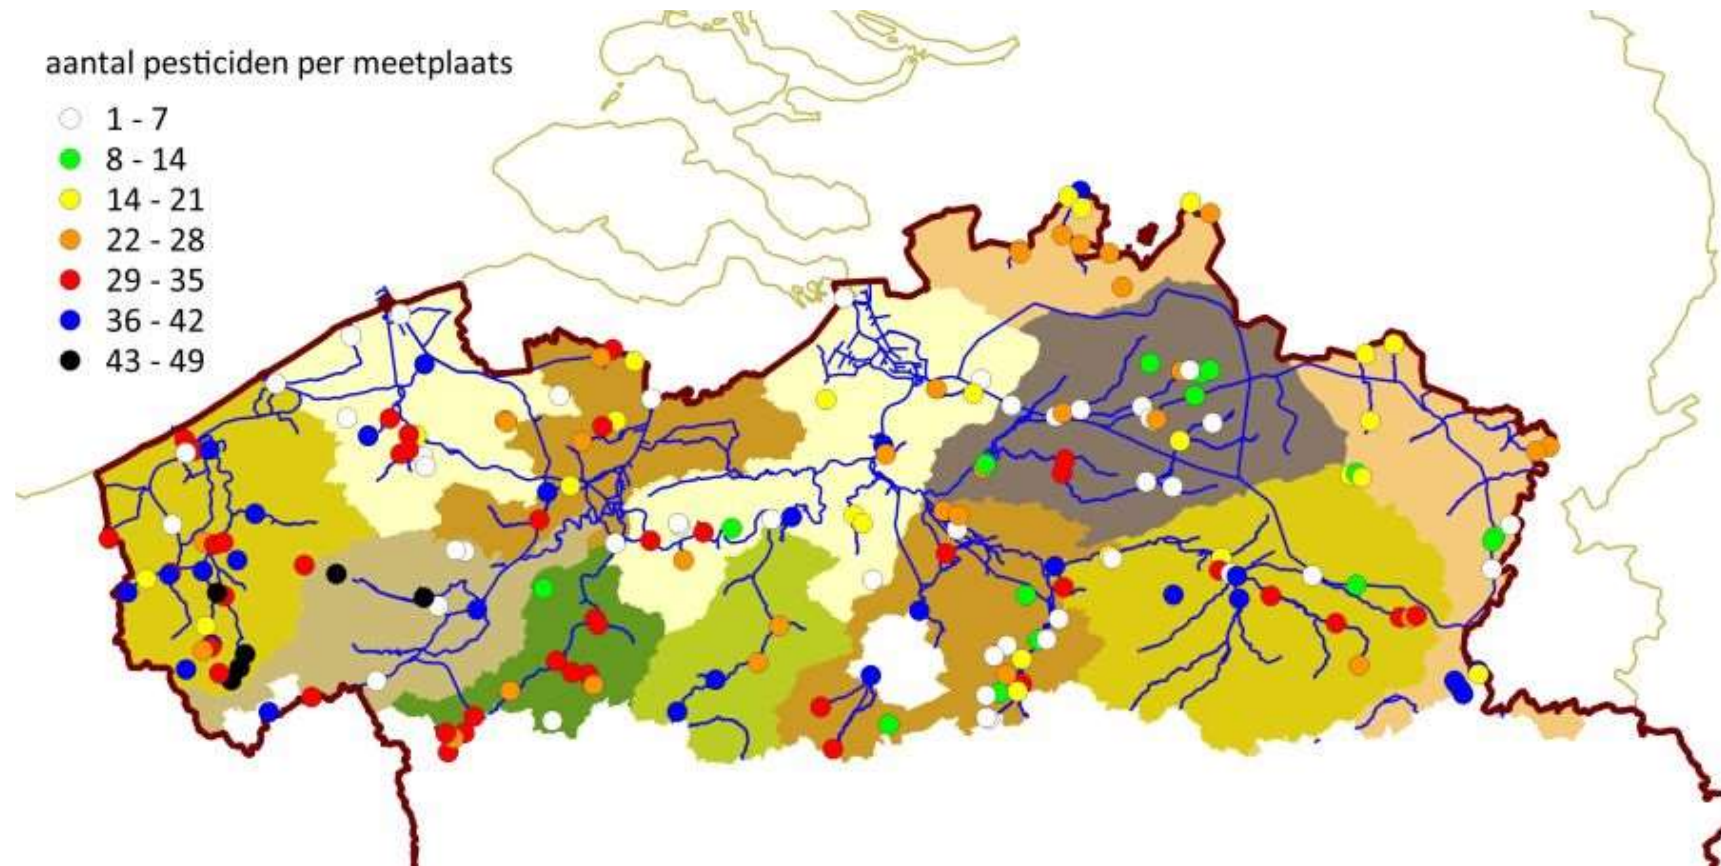 aantal pesticiden per meetplaats
1 - 7
8 - 14
14 - 21
22 - 28
29 - 35
36 - 42
43 - 49